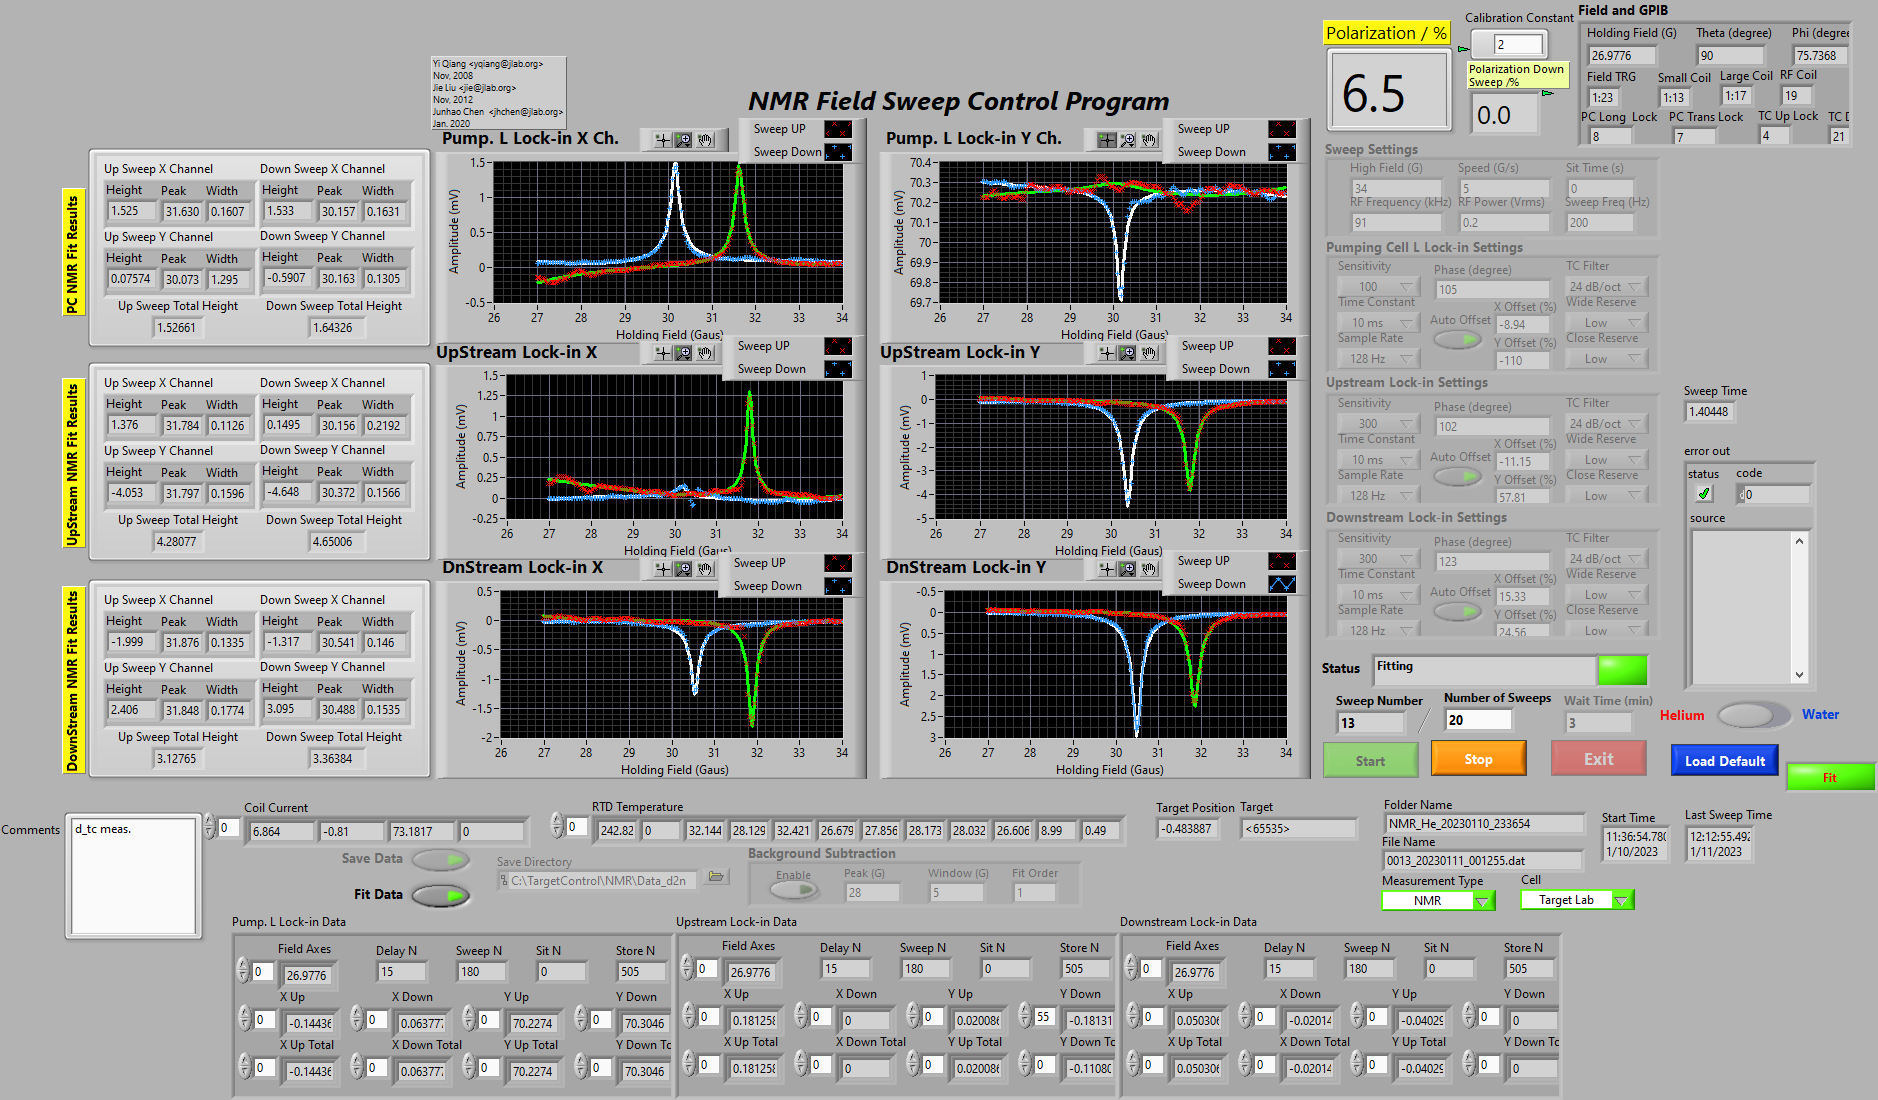 Yi Qiang <yqiang@jlab.org>
Nov, 2008
Jie Liu <jie@jlab.org>
Nov, 2012
Junhao Chen <jhchen@jlab.org>
Jan. 2020
NMR Field Sweep Control Program
Polarization / %
6.5
Calibration Constant
2
Polarization Down
Sweep /%
0.0
Field and GPIB
Holding Field (G) Theta (degree) Phi (degree
26.9776 90 75.7368
Field TRG Small Coil Large Coil RF Coil
1:23 1:13 1:17 19
PC Long Lock PC Trans Lock TC Up Lock TC D
8 7 4 21
PC NMR Fit Results
Up Sweep X Channel Down Sweep X Channel
Height Peak Width Height Peak Width
1.525 31.630 0.1607 1.533 30.157 0.1631
Up Sweep Y Channel Down Sweep Y Channel
Height Peak Width Height Peak Width
0.07574 30.073 1.295 -0.5907 30.163 0.1305
Up Sweep Total Height Down Sweep Total Height
1.52661 1.64326
UpStream NMR Fit Results
Up Sweep X Channel Down Sweep X Channel
Height Peak Width Height Peak Width
1.376 31.784 0.1126 0.1495 30.156 0.2192
Up Sweep Y Channel Down Sweep Y Channel
Height Peak Width Height Peak Width
-4.053 31.797 0.1596 -4.648 30.372 0.1566
Up Sweep Total Height Down Sweep Total Height
4.28077 4.65006
DownStream NMR Fit Results
Up Sweep X Channel Down Sweep X Channel
Height Peak Width Height Peak Width
-1.999 31.876 0.1335 -1.317 30.541 0.146
Up Sweep Y Channel Down Sweep Y Channel
Height Peak Width Height Peak Width
2.406 31.848 0.1774 3.095 30.488 0.1535
Up Sweep Total Height Down Sweep Total Height
3.12765 3.36384
Pump. L Lock-in X Ch.
Sweep UP
Sweep Down
Amplitude (mV)
1.5
1
0.5
0
-0.5
26 27 28 29 30 31 32 33 34
Holding Field (Gaus)
Pump. L Lock-in Y Ch.
Sweep UP
Sweep Down
Amplitude (mV)
70.4
70.3
70.2
70.1
70
69.9
69.8
69.7
26 27 28 29 30 31 32 33 34
Holding Field (Gaus)
UpStream Lock-in X
Sweep UP
Sweep Down
Amplitude (mV)
1.5
1
0.75
0.5
0.25
0
-0.25
26 27 28 29 30 31 32 33 34
Holding Field (Gaus)
UpStream Lock-in Y
Sweep UP
Sweep Down
Amplitude (mV)
1
0
-1
-2
-3
-4
-5
26 27 28 29 30 31 32 33 34
Holding Field (Gaus)
DnStream Lock-in X
Sweep UP
Sweep Down
Amplitude (mV)
0.5
0
-0.5
-1
-1.5
-2
26 27 28 29 30 31 32 33 34
Holding Field (Gaus)
DnStream Lock-in Y
Sweep UP
Sweep Down
Amplitude (mV)
-0.5
0
0.5
1
1.5
2
2.5
3
26 27 28 29 30 31 32 33 34
Holding Field (Gaus)
Sweep Settings
High Field (G) Speed (G/s) Sit Time (s)
34 5 0
RF Frequency (kHz) RF Power (Vrms) Sweep Freq (Hz)
91 0.2 200
Pumping Cell L Lock-in Settings
Sensitivity Phase (degree) TC Filter
100 105 24 dB/oct
Time Constant X Offset (%) Wide Reserve
10 ms Auto Offset -8.94 Low
Sample Rate Y Offset (%) Close Reserve
128 Hz -110 Low
Upstream Lock-in Settings
Sensitivity Phase (degree) TC Filter
300 102 24 dB/oct
Time Constant X Offset (%) Wide Reserve
10 ms Auto Offset -11.15 Low
Sample Rate Y Offset (%) Close Reserve
128 Hz 57.81 Low
Downstream Lock-in Settings
Sensitivity Phase (degree) TC Filter
300 123 24 dB/oct
Time Constant X Offset (%) Wide Reserve
10 ms Auto Offset 15.33 Low
Sample Rate Y Offset (%) Close Reserve
128 Hz 24.56 Low
Sweep Time
1.40448
error out
status code
0
source
Status Fitting
Sweep Number Number of Sweeps Wait Time (min)
13 / 20 3
Helium Water
Start Stop Exit Load Default
Fit
Comments d_tc meas.
Coil Current
0 6.864 -0.81 73.1817 0
RTD Temperature
0 242.82 0 32.144 28.129 32.421 26.679 27.856 28.173 28.032 26.606 8.99 0.49
Target Position Target
-0.483887 <65535>
Folder Name
NMR_He_20230110_233654
File Name
0013_20230111_001255.dat
Start Time
11:36:54.780
1/10/2023
Last Sweep Time
12:12:55.492
1/11/2023
Measurement Type Cell
NMR Target Lab
Save Data
Fit Data
Save Directory
C:\TargetControl\NMR\Data_d2n
Background Subtraction
Enable Peak (G) Window (G) Fit Order
28 5 1
Pump. L Lock-in Data
Field Axes Delay N Sweep N Sit N Store N
0 26.9776 15 180 0 505
X Up X Down Y Up Y Down
0 -0.14436 0 0.063777 0 70.2274 0 70.3046
X Up Total X Down Total Y Up Total Y Down To
0 -0.14436 0 0.063777 0 70.2274 0 70.3046
Upstream Lock-in Data
Field Axes Delay N Sweep N Sit N Store N
0 26.9776 15 180 0 505
X Up X Down Y Up Y Down
0 0.181258 0 0 0 0.020086 55 -0.18131
X Up Total X Down Total Y Up Total Y Down To
0 0.181258 0 0 0 0.020086 0 -0.11080
Downstream Lock-in Data
Field Axes Delay N Sweep N Sit N Store N
0 26.9776 15 180 0 505
X Up X Down Y Up Y Down
0 0.050306 0 -0.02014 0 -0.04029 0 0
X Up Total X Down Total Y Up Total Y Down To
0 0.050306 0 -0.02014 0 -0.04029 0 0